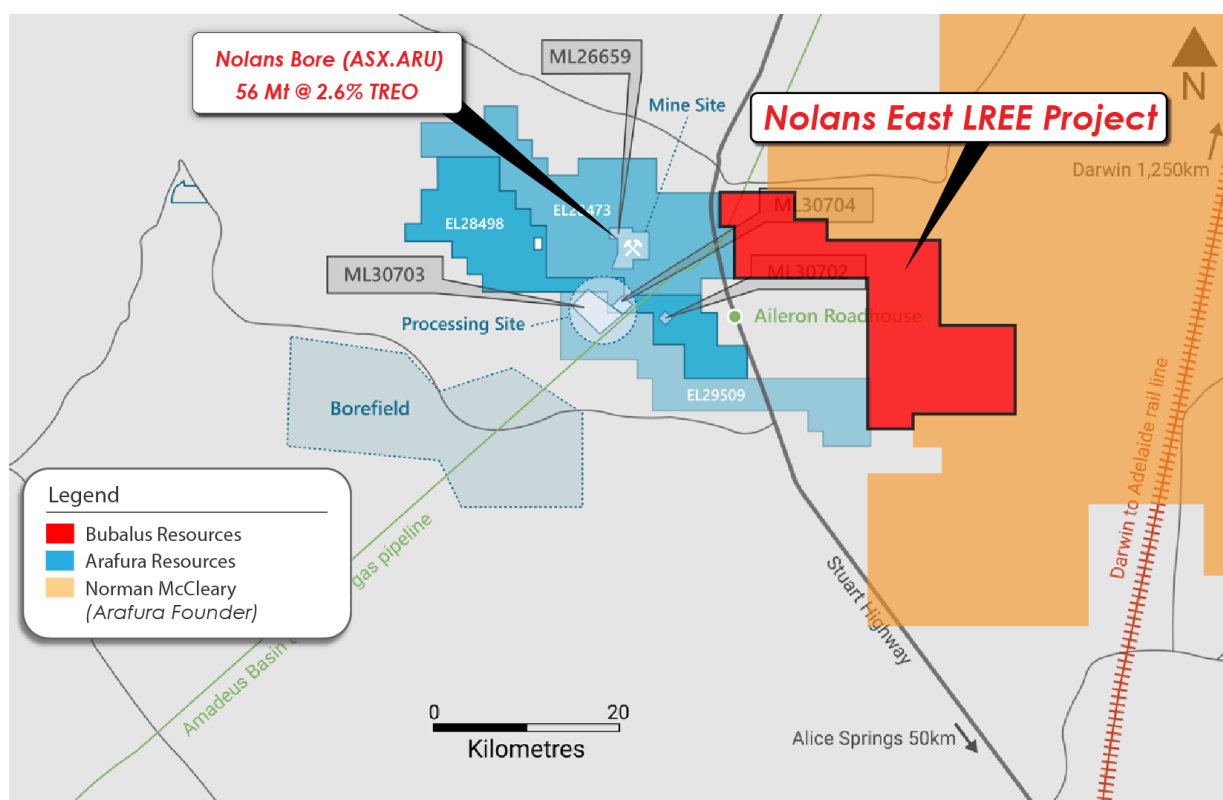 Nolans Bore (ASX.ARU)
56 Mt @ 2.6% TREO
ML26659
Mine Site
Nolans East LREE Project
N
Darwin 1,250km
EL28473
EL28498
ML30704
ML30703
ML30702
Processing Site
Aileron Roadhouse
EL29509
Borefield
Legend
Bubalus Resources
Arafura Resources
Norman McCleary
(Arafura Founder)
Amadeus Basin
gas pipeline
Stuart Highway
Darwin to Adelaide rail line
0 20
Kilometres
Alice Springs 50km